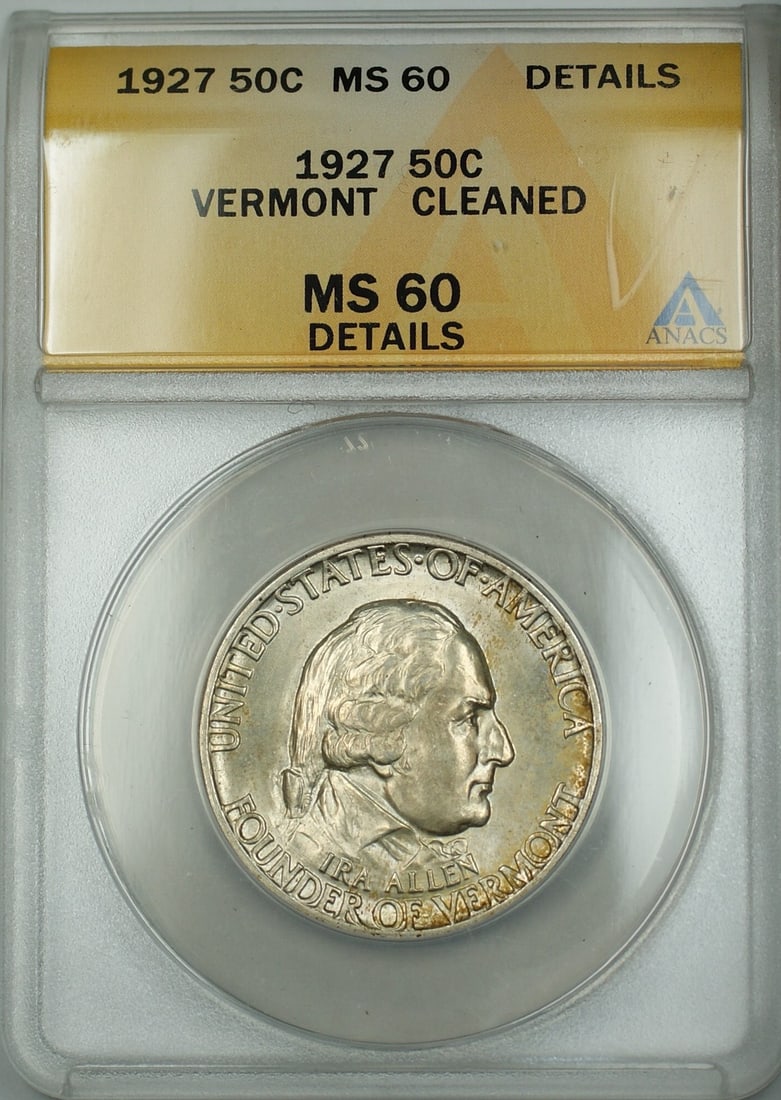 1927 50C MS 60 DETAILS
1927 50C
VERMONT CLEANED
MS 60
DETAILS
ANACS
UNITED·STATES·OF·AMERICA
IRA ALLEN
FOUNDER OF VERMONT